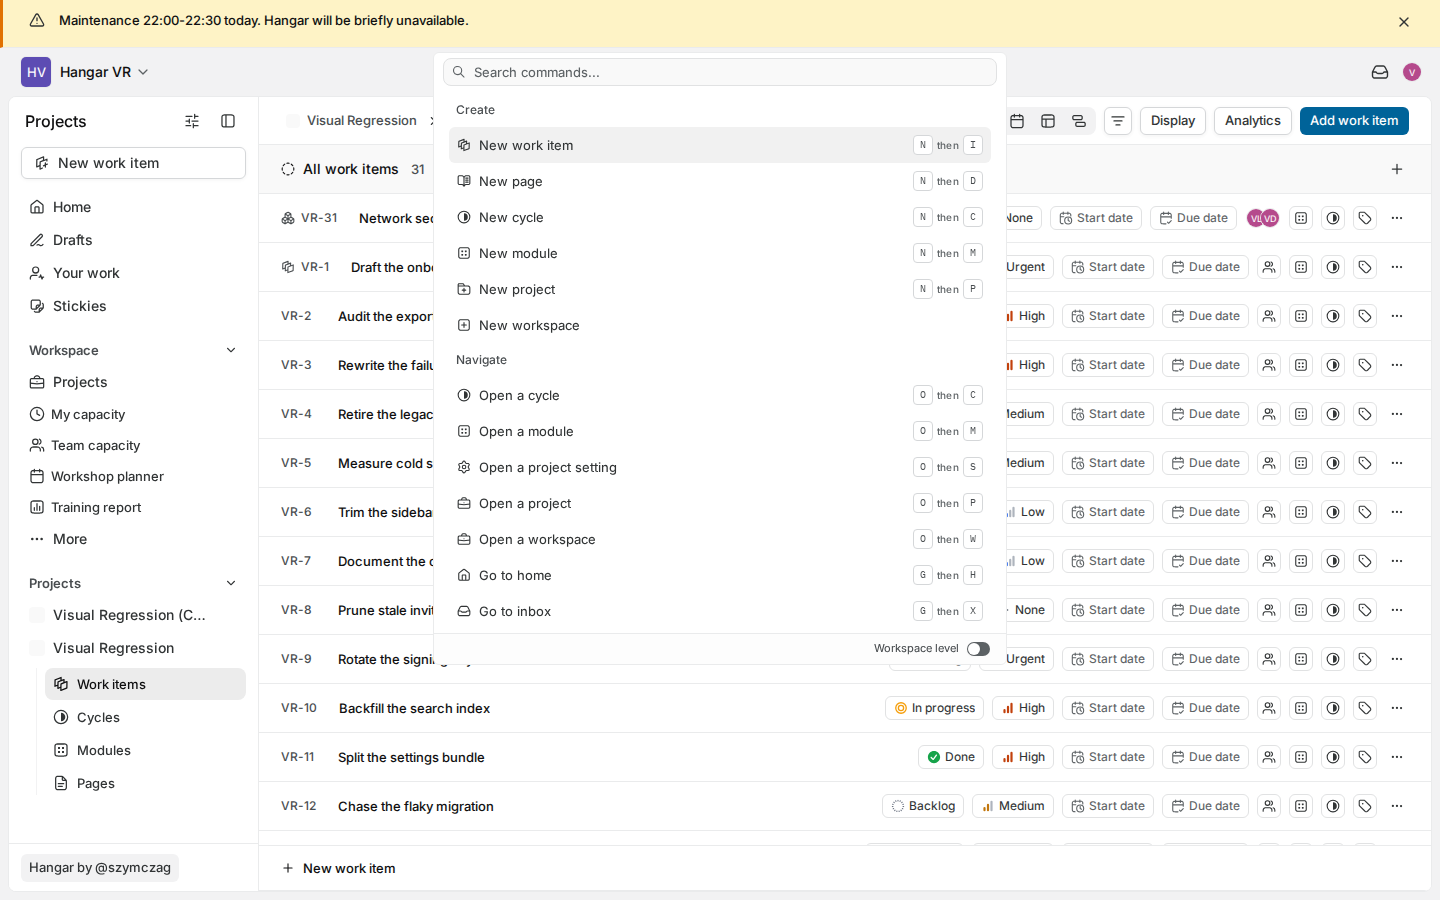 Maintenance 22:00-22:30 today. Hangar will be briefly unavailable.
HV
Hangar VR
Search commands...
V
Projects
New work item
Home
Drafts
Your work
Stickies
Workspace
Projects
My capacity
Team capacity
Workshop planner
Training report
More
Projects
Visual Regression (C...
Visual Regression
Work items
Cycles
Modules
Pages
Hangar by @szymczag
Visual Regression
Display
Analytics
Add work item
All work items 31
Create
New work item N then I
New page N then D
New cycle N then C
New module N then M
New project N then P
New workspace
Navigate
Open a cycle O then C
Open a module O then M
Open a project setting O then S
Open a project O then P
Open a workspace O then W
Go to home G then H
Go to inbox G then X
Workspace level
VR-31 Network None Start date Due date VD
VR-1 Draft the Urgent Start date Due date
VR-2 Audit the High Start date Due date
VR-3 Rewrite the High Start date Due date
VR-4 Retire the Medium Start date Due date
VR-5 Measure cold Medium Start date Due date
VR-6 Trim the Low Start date Due date
VR-7 Document the Low Start date Due date
VR-8 Prune stale None Start date Due date
VR-9 Rotate the Urgent Start date Due date
VR-10 Backfill the search index In progress High Start date Due date
VR-11 Split the settings bundle Done High Start date Due date
VR-12 Chase the flaky migration Backlog Medium Start date Due date
New work item